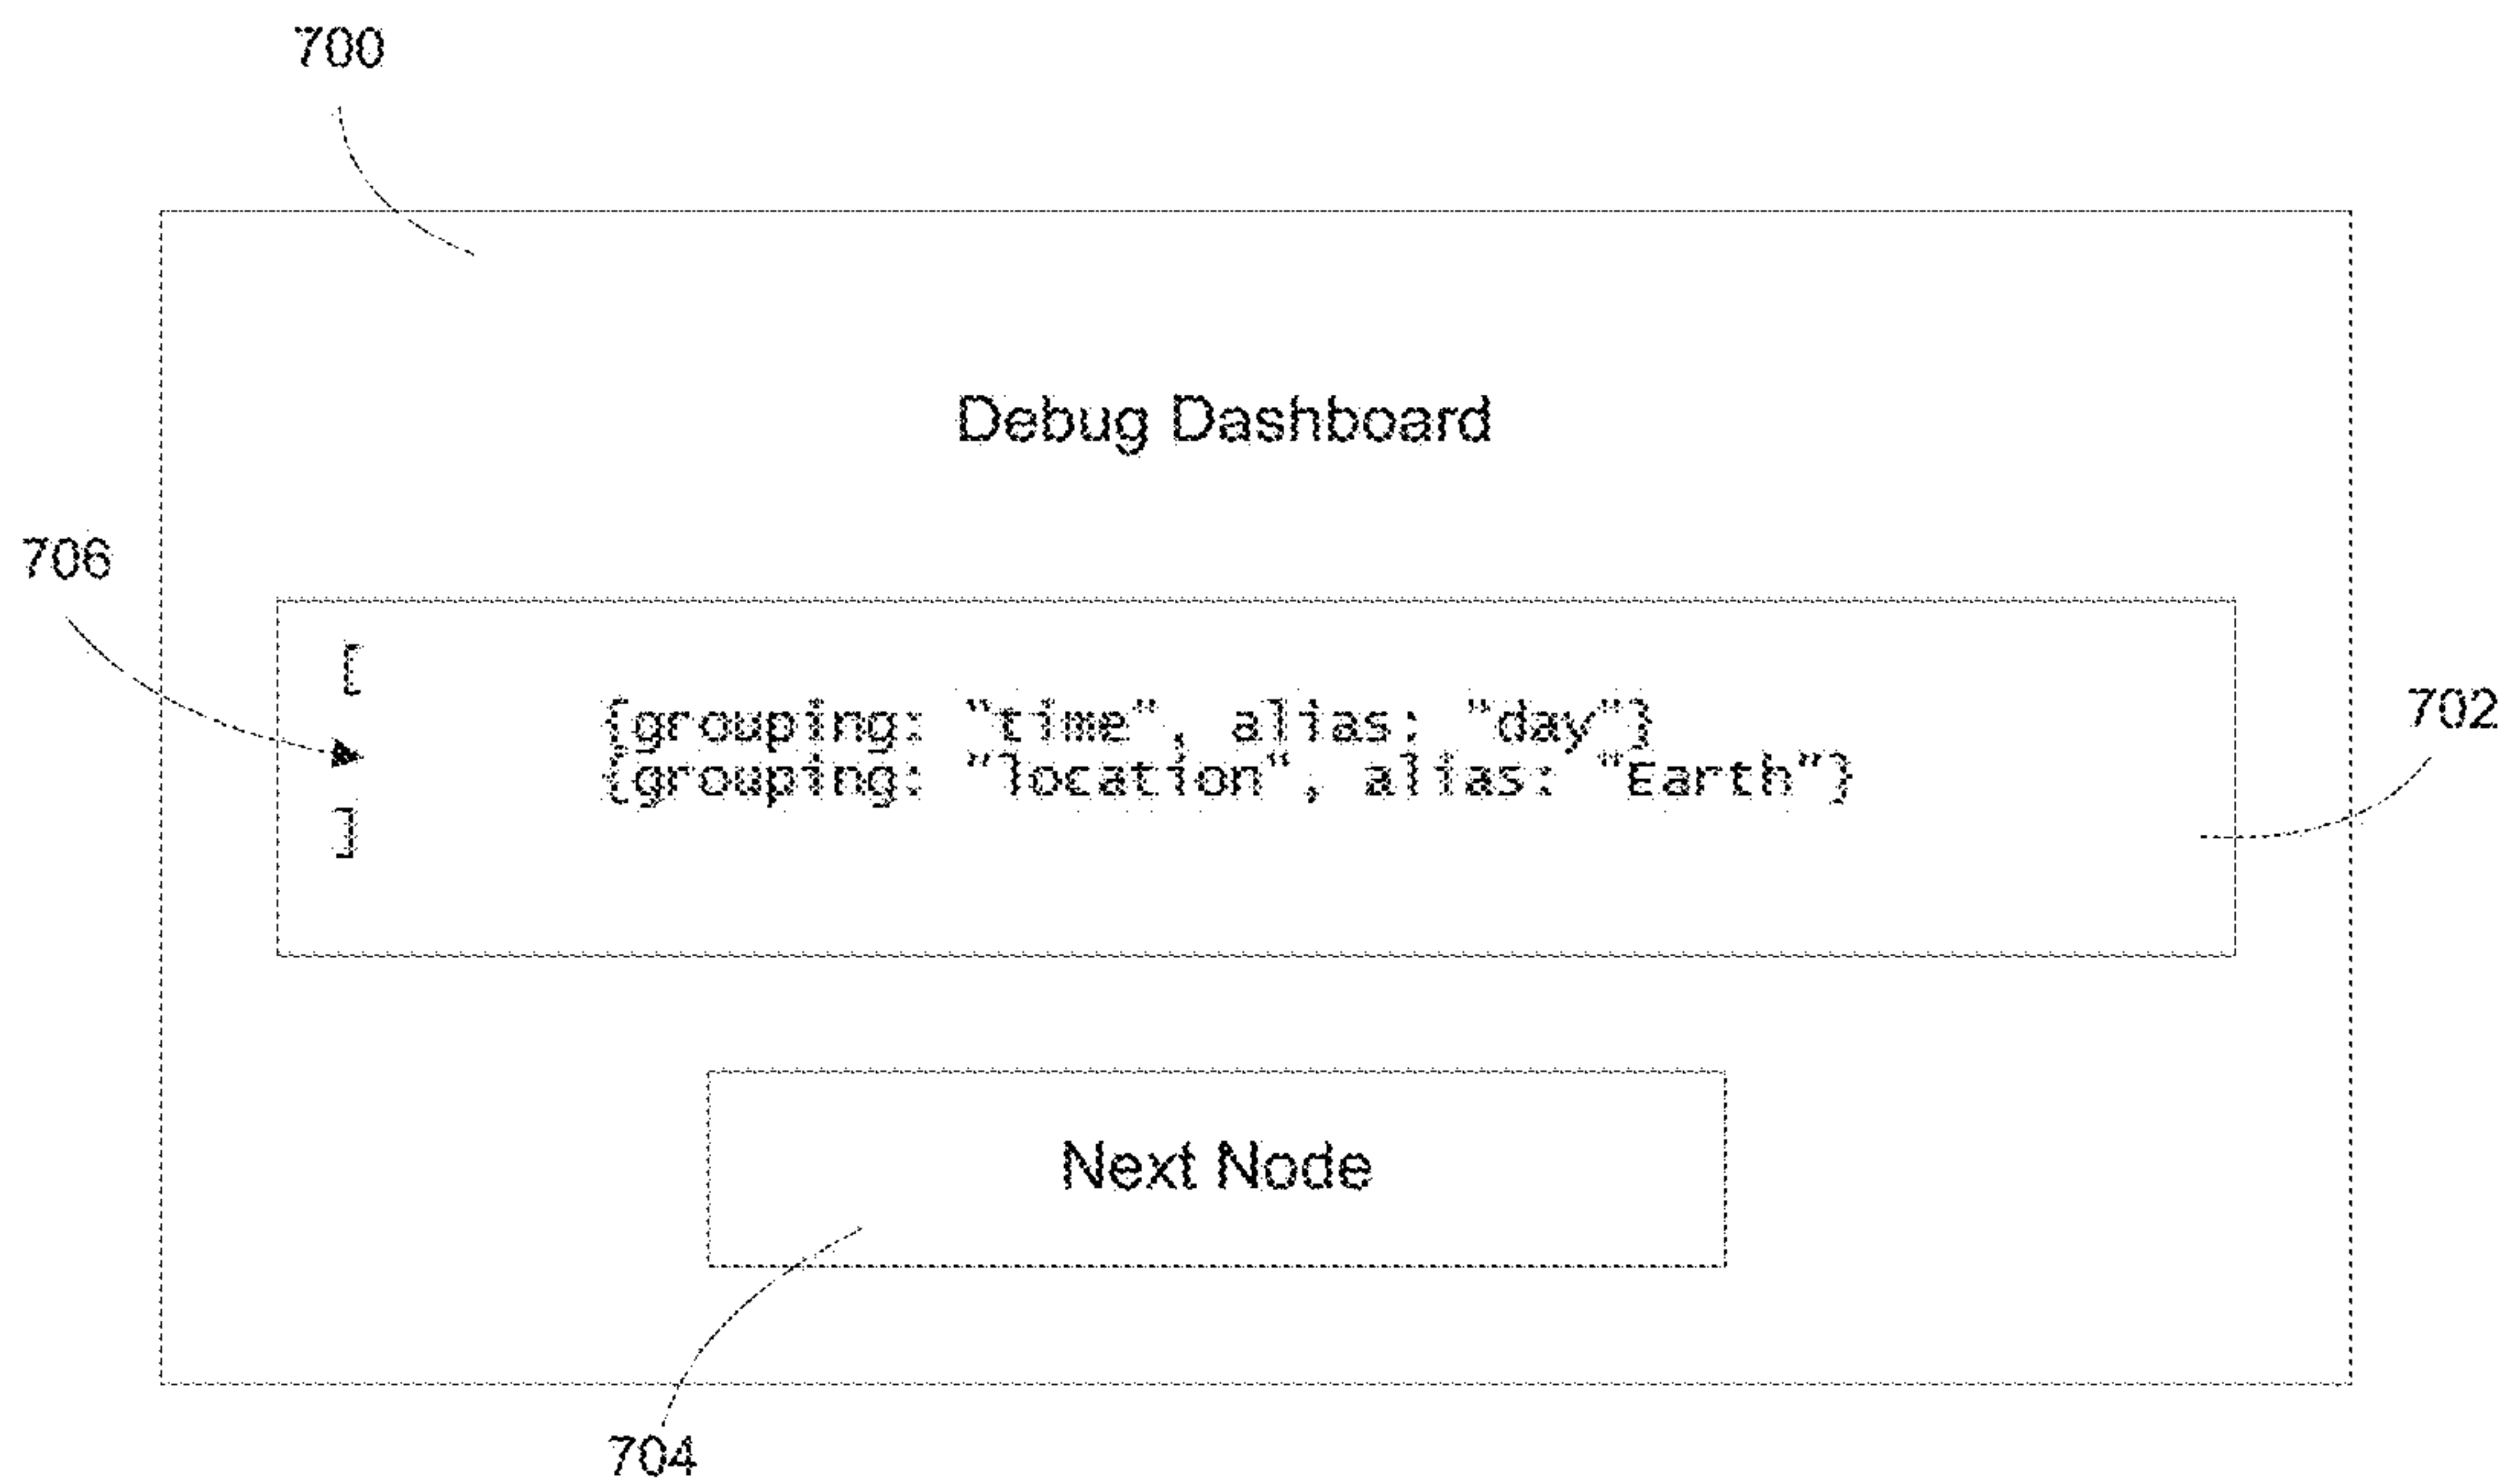 700
Debug Dashboard
706
[
{grouping: "time", alias: "day"}
702
{grouping: "location", alias: "Earth"}
]
Next Node
704